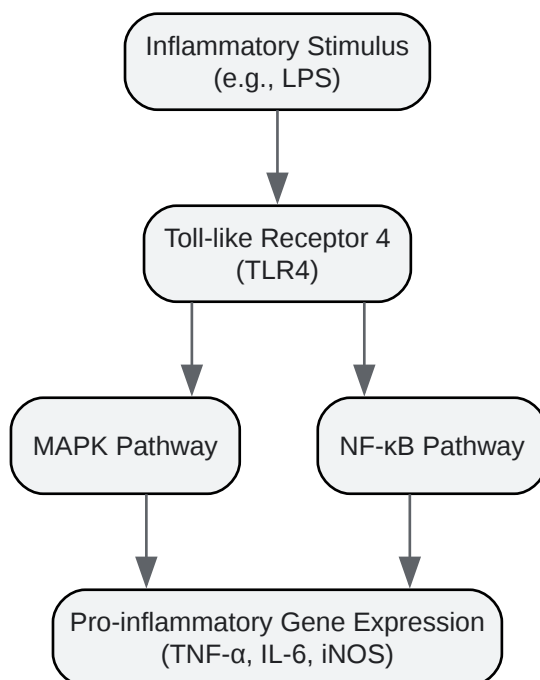 Inflammatory Stimulus
(e.g., LPS)
Toll-like Receptor 4
(TLR4)
MAPK Pathway
NF-κB Pathway
Pro-inflammatory Gene Expression
(TNF-α, IL-6, iNOS)